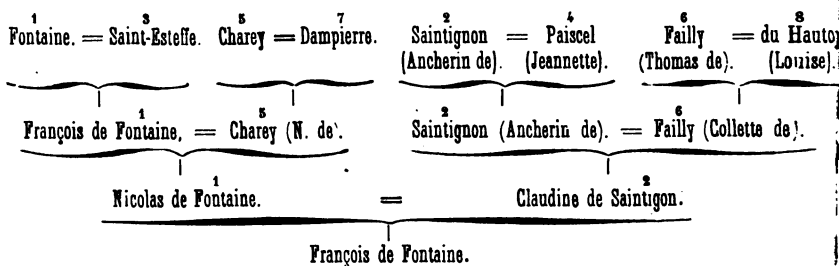 1 3 5 7 2 4 6 8
Fontaine. = Saint-Esteffe. Charey = Dampierre. Saintignon = Paiscel Failly = du Hautoy
(Ancherin de). (Jeannette). (Thomas de). (Louise).
1 5 2 6
François de Fontaine, = Charey (N. de). Saintignon (Ancherin de). = Failly (Collette de).
1 2
Nicolas de Fontaine. = Claudine de Saintigon.
François de Fontaine.